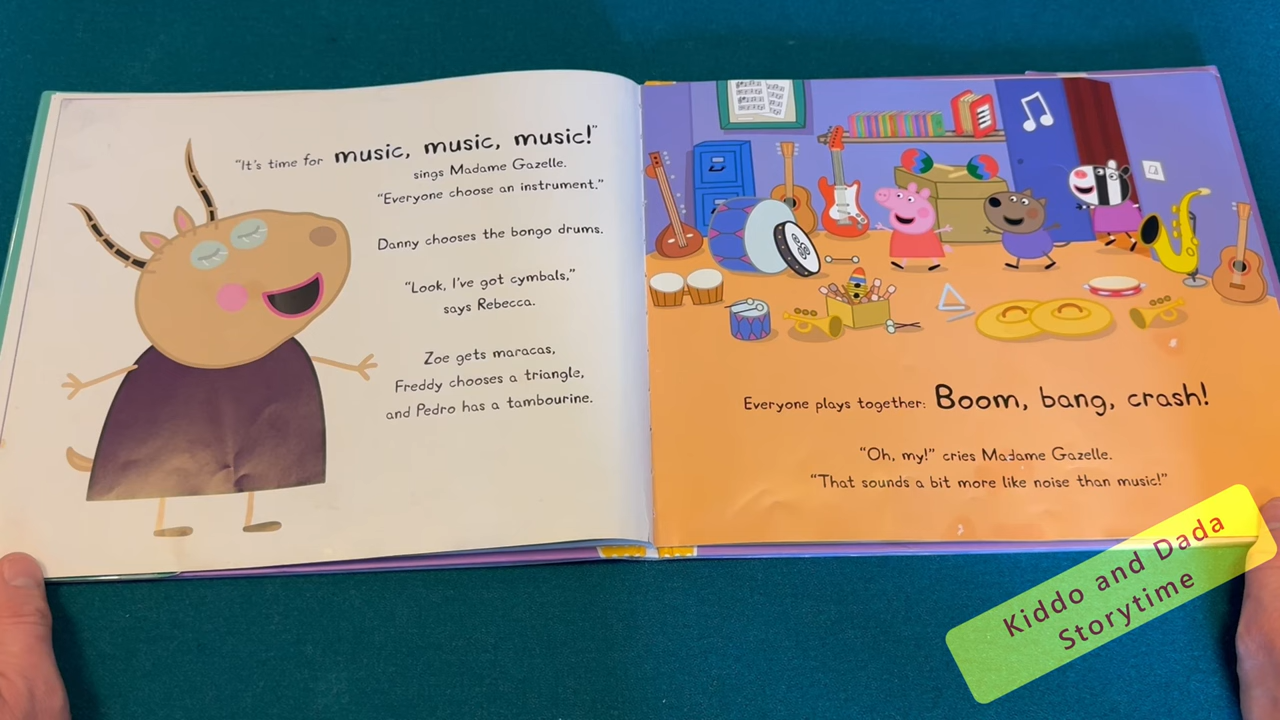 "It's time for music, music, music!"
sings Madame Gazelle.
"Everyone choose an instrument."
Danny chooses the bongo drums.
"Look, I've got cymbals,"
says Rebecca.
Zoe gets maracas,
Freddy chooses a triangle,
and Pedro has a tambourine.
Everyone plays together: Boom, bang, crash!
"Oh, my!" cries Madame Gazelle.
"That sounds a bit more like noise than music!"
Kiddo and Dada
Storytime